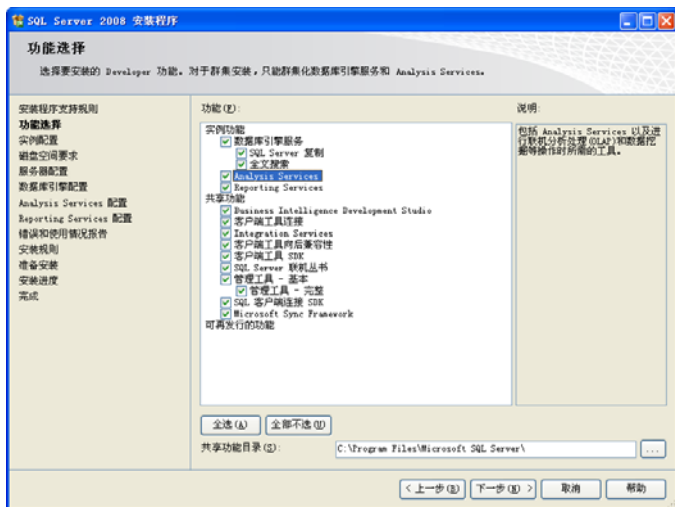 SQL Server 2008 安装程序
功能选择
选择要安装的 Developer 功能。对于群集安装，只能群集化数据库引擎服务和 Analysis Services。
安装程序支持规则
功能选择
实例配置
磁盘空间要求
服务器配置
数据库引擎配置
Analysis Services 配置
Reporting Services 配置
错误和使用情况报告
安装规则
准备安装
安装进度
完成
功能(F):
实例功能
数据库引擎服务
SQL Server 复制
全文搜索
Analysis Services
Reporting Services
共享功能
Business Intelligence Development Studio
客户端工具连接
Integration Services
客户端工具向后兼容性
客户端工具 SDK
SQL Server 联机丛书
管理工具 - 基本
管理工具 - 完整
SQL 客户端连接 SDK
Microsoft Sync Framework
可再发行的功能
说明:
包括 Analysis Services 以及进
行联机分析处理(OLAP)和数据挖
掘等操作时所需的工具。
全选(A)
全部不选(U)
共享功能目录(S):
C:\Program Files\Microsoft SQL Server\
...
< 上一步(B)
下一步(N) >
取消
帮助